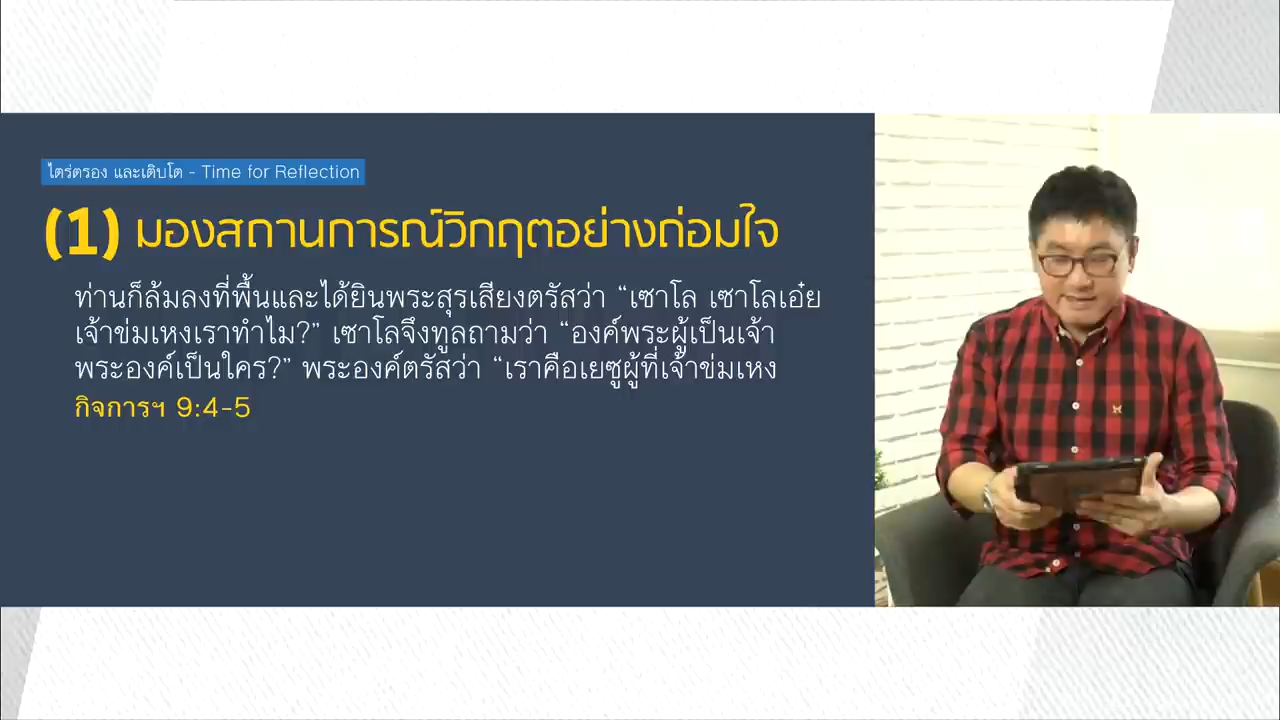 ไตร่ตรอง และเติบโต - Time for Reflection
(1) มองสถานการณ์วิกฤตอย่างถ่อมใจ
ท่านก็ล้มลงที่พื้นและได้ยินพระสุรเสียงตรัสว่า “เซาโล เซาโลเอ๋ย
เจ้าข่มเหงเราทำไม?” เซาโลจึงทูลถามว่า “องค์พระผู้เป็นเจ้า
พระองค์เป็นใคร?” พระองค์ตรัสว่า “เราคือเยซูผู้ที่เจ้าข่มเหง
กิจการฯ 9:4-5